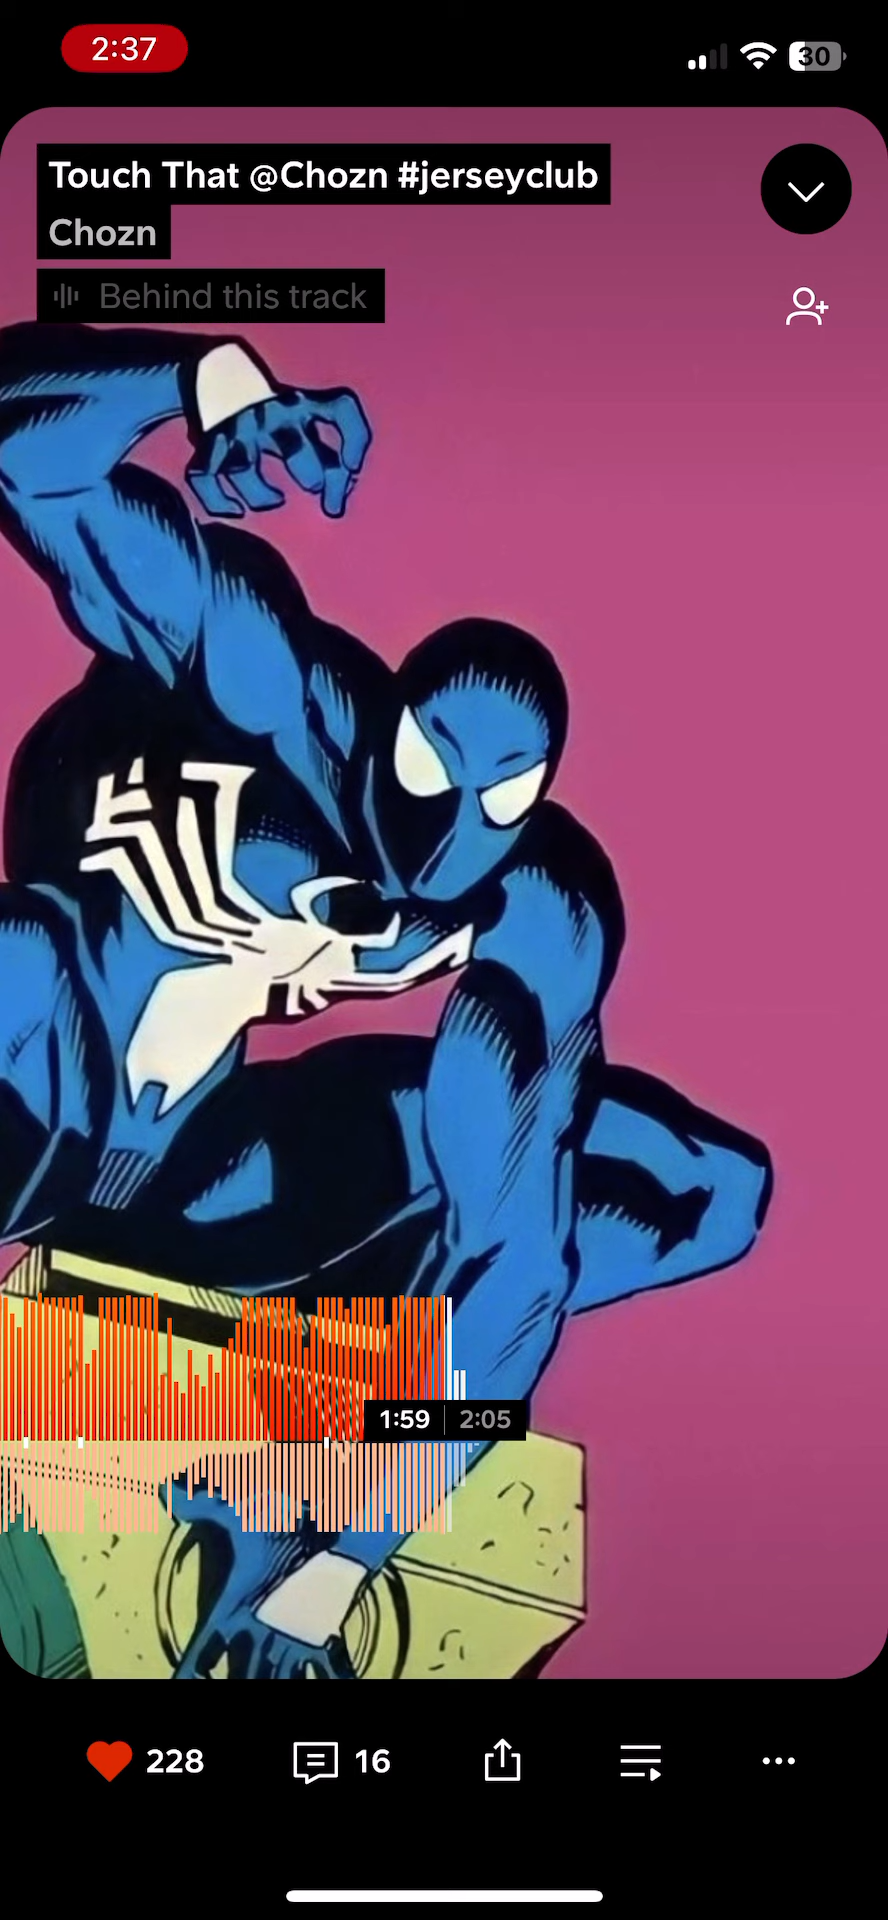 2:37
30
Touch That @Chozn #jerseyclub
Chozn
Behind this track
1:59 2:05
228 16